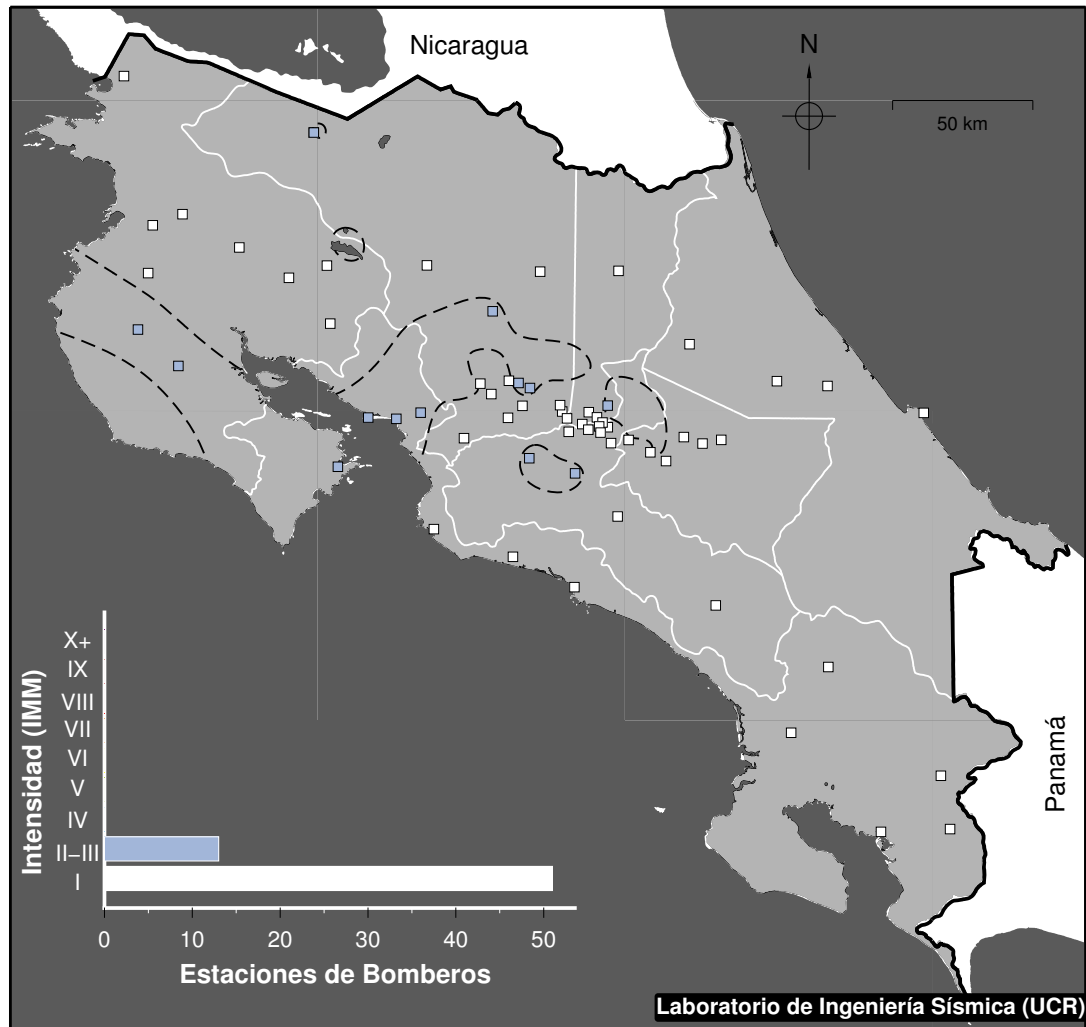 Nicaragua
N
50 km
Panamá
Intensidad (IMM)
X+
IX
VIII
VII
VI
V
IV
II–III
I
0 10 20 30 40 50
Estaciones de Bomberos
Laboratorio de Ingeniería Sísmica (UCR)